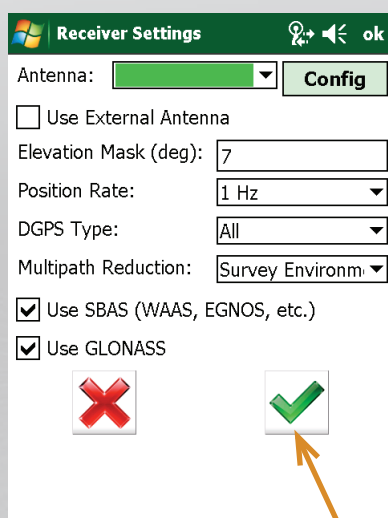 Receiver Settings ok
Antenna: Config
Use External Antenna
Elevation Mask (deg): 7
Position Rate: 1 Hz
DGPS Type: All
Multipath Reduction: Survey Environm
Use SBAS (WAAS, EGNOS, etc.)
Use GLONASS